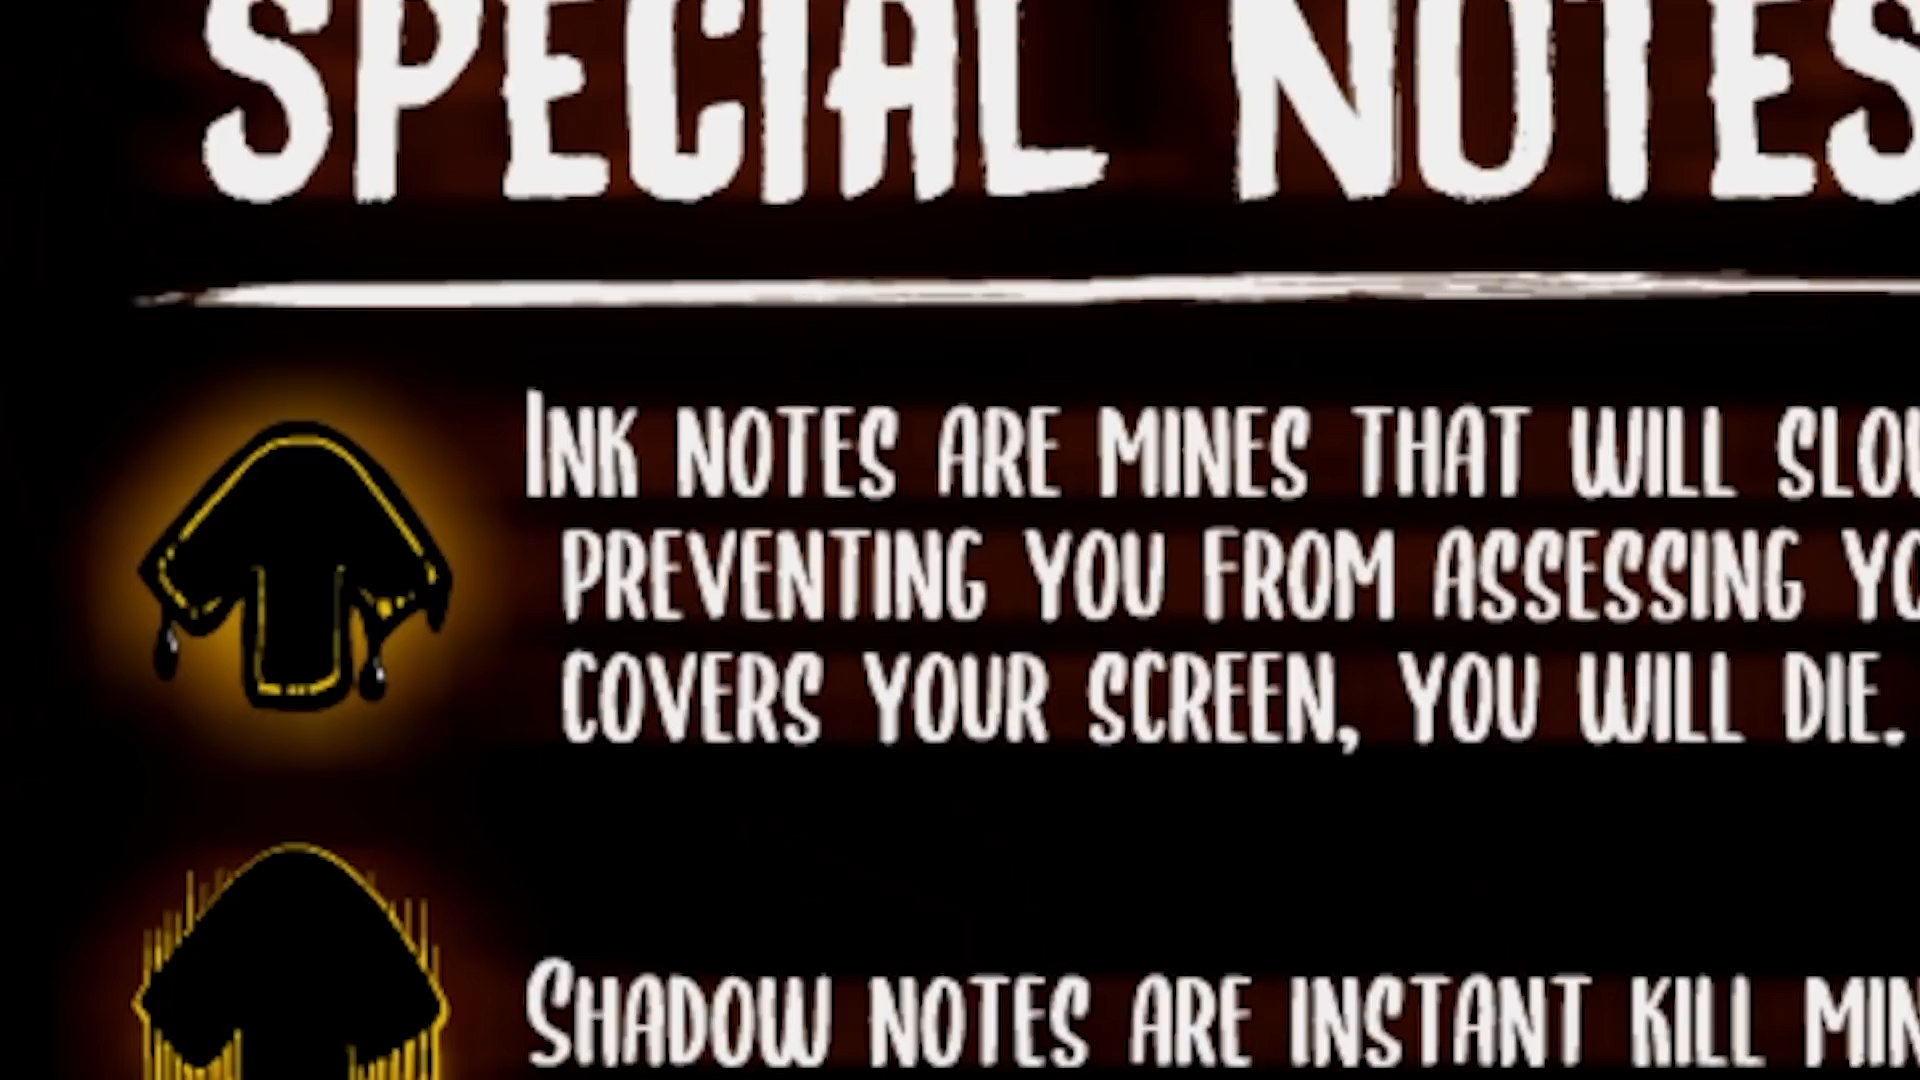 SPECIAL NOTES
INK NOTES ARE MINES THAT WILL
PREVENTING YOU FROM ASSESSING
COVERS YOUR SCREEN, YOU WILL DIE.
SHADOW NOTES ARE INSTANT KILL